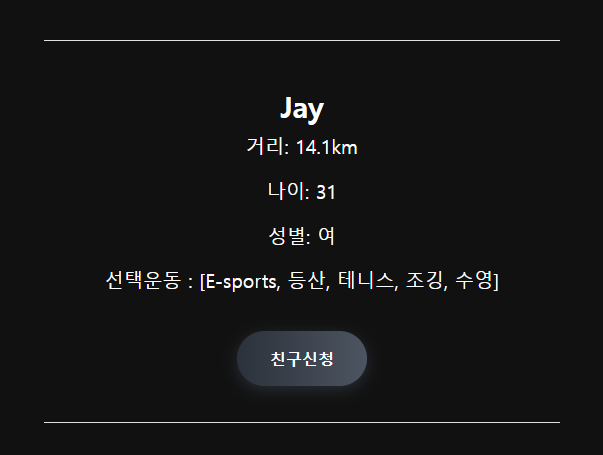 Jay
거리: 14.1km
나이: 31
성별: 여
선택운동 : [E-sports, 등산, 테니스, 조깅, 수영]
친구신청